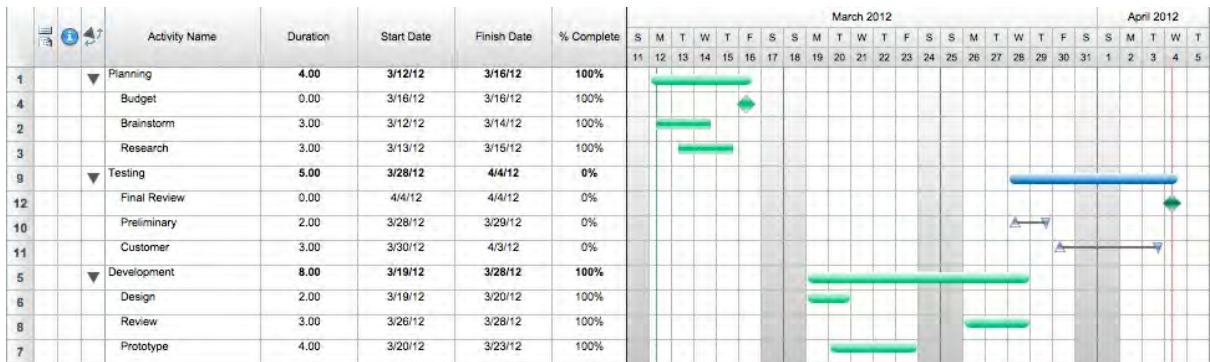 March 2012 April 2012
Activity Name Duration Start Date Finish Date % Complete S M T W T F S S M T W T F S S M T W T F S S M T W T
11 12 13 14 15 16 17 18 19 20 21 22 23 24 25 26 27 28 29 30 31 1 2 3 4 5
1 Planning 4.00 3/12/12 3/16/12 100%
4 Budget 0.00 3/16/12 3/16/12 100%
2 Brainstorm 3.00 3/12/12 3/14/12 100%
3 Research 3.00 3/13/12 3/15/12 100%
9 Testing 5.00 3/28/12 4/4/12 0%
12 Final Review 0.00 4/4/12 4/4/12 0%
10 Preliminary 2.00 3/28/12 3/29/12 0%
11 Customer 3.00 3/30/12 4/3/12 0%
5 Development 8.00 3/19/12 3/28/12 100%
6 Design 2.00 3/19/12 3/20/12 100%
8 Review 3.00 3/26/12 3/28/12 100%
7 Prototype 4.00 3/20/12 3/23/12 100%